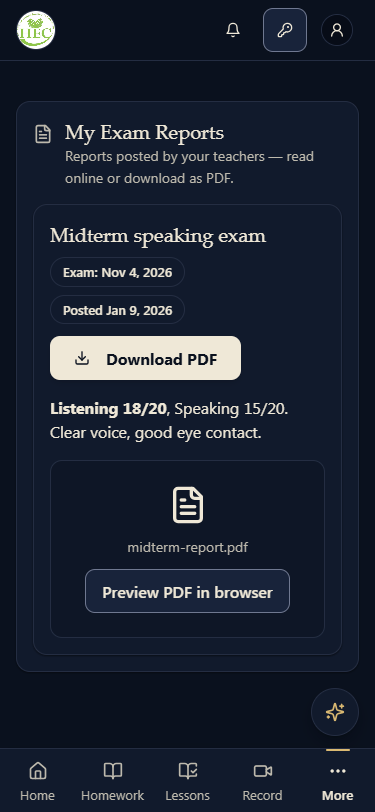 HEC
My Exam Reports
Reports posted by your teachers — read
online or download as PDF.
Midterm speaking exam
Exam: Nov 4, 2026
Posted Jan 9, 2026
Download PDF
Listening 18/20, Speaking 15/20.
Clear voice, good eye contact.
midterm-report.pdf
Preview PDF in browser
Home
Homework
Lessons
Record
More